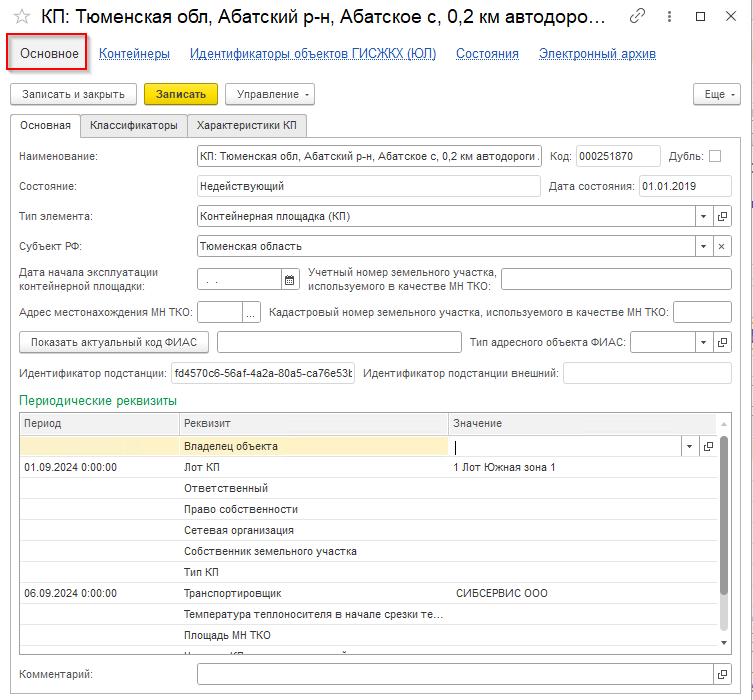 КП: Тюменская обл, Абатский р-н, Абатское с, 0,2 км автодоро...
Основное Контейнеры Идентификаторы объектов ГИСЖКХ (ЮЛ) Состояния Электронный архив
Записать и закрыть Записать Управление Еще
Основная Классификаторы Характеристики КП
Наименование: КП: Тюменская обл, Абатский р-н, Абатское с, 0,2 км автодороги Код: 000251870 Дубль:
Состояние: Недействующий Дата состояния: 01.01.2019
Тип элемента: Контейнерная площадка (КП)
Субъект РФ: Тюменская область
Дата начала эксплуатации
контейнерной площадки: . . Учетный номер земельного участка,
используемого в качестве МН ТКО:
Адрес местонахождения МН ТКО: ... Кадастровый номер земельного участка, используемого в качестве МН ТКО:
Показать актуальный код ФИАС Тип адресного объекта ФИАС:
Идентификатор подстанции: fd4570c6-56af-4a2a-80a5-ca76e53b Идентификатор подстанции внешний:
Периодические реквизиты
Период Реквизит Значение
Владелец объекта
01.09.2024 0:00:00 Лот КП 1 Лот Южная зона 1
Ответственный
Право собственности
Сетевая организация
Собственник земельного участка
Тип КП
06.09.2024 0:00:00 Транспортировщик СИБСЕРВИС ООО
Температура теплоносителя в начале срезки те...
Площадь МН ТКО
Комментарий: